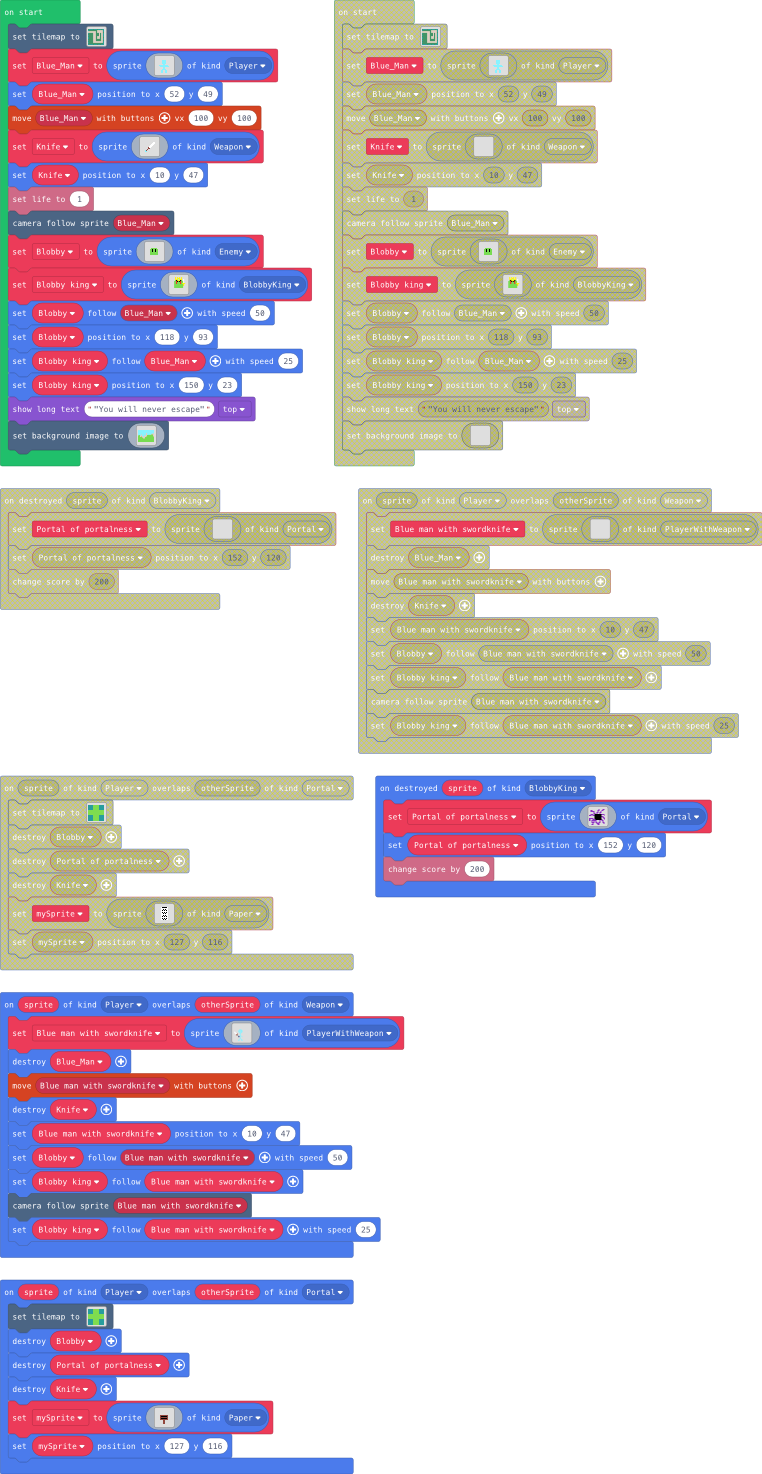 on start
set tilemap to
set Blue_Man to sprite of kind Player
set Blue_Man position to x 52 y 49
move Blue_Man with buttons vx 100 vy 100
set Knife to sprite of kind Weapon
set Knife position to x 10 y 47
set life to 1
camera follow sprite Blue_Man
set Blobby to sprite of kind Enemy
set Blobby king to sprite of kind BlobbyKing
set Blobby follow Blue_Man with speed 50
set Blobby position to x 118 y 93
set Blobby king follow Blue_Man with speed 25
set Blobby king position to x 150 y 23
show long text ""You will never escape"" top
set background image to
on start
set tilemap to
set Blue_Man to sprite of kind Player
set Blue_Man position to x 52 y 49
move Blue_Man with buttons vx 100 vy 100
set Knife to sprite of kind Weapon
set Knife position to x 10 y 47
set life to 1
camera follow sprite Blue_Man
set Blobby to sprite of kind Enemy
set Blobby king to sprite of kind BlobbyKing
set Blobby follow Blue_Man with speed 50
set Blobby position to x 118 y 93
set Blobby king follow Blue_Man with speed 25
set Blobby king position to x 150 y 23
show long text ""You will never escape"" top
set background image to
on destroyed sprite of kind BlobbyKing
set Portal of portalness to sprite of kind Portal
set Portal of portalness position to x 152 y 120
change score by 200
on sprite of kind Player overlaps otherSprite of kind Weapon
set Blue man with swordknife to sprite of kind PlayerWithWeapon
destroy Blue_Man
move Blue man with swordknife with buttons
destroy Knife
set Blue man with swordknife position to x 10 y 47
set Blobby follow Blue man with swordknife with speed 50
set Blobby king follow Blue man with swordknife
camera follow sprite Blue man with swordknife
set Blobby king follow Blue man with swordknife with speed 25
on sprite of kind Player overlaps otherSprite of kind Portal
set tilemap to
destroy Blobby
destroy Portal of portalness
destroy Knife
set mySprite to sprite of kind Paper
set mySprite position to x 127 y 116
on destroyed sprite of kind BlobbyKing
set Portal of portalness to sprite of kind Portal
set Portal of portalness position to x 152 y 120
change score by 200
on sprite of kind Player overlaps otherSprite of kind Weapon
set Blue man with swordknife to sprite of kind PlayerWithWeapon
destroy Blue_Man
move Blue man with swordknife with buttons
destroy Knife
set Blue man with swordknife position to x 10 y 47
set Blobby follow Blue man with swordknife with speed 50
set Blobby king follow Blue man with swordknife
camera follow sprite Blue man with swordknife
set Blobby king follow Blue man with swordknife with speed 25
on sprite of kind Player overlaps otherSprite of kind Portal
set tilemap to
destroy Blobby
destroy Portal of portalness
destroy Knife
set mySprite to sprite of kind Paper
set mySprite position to x 127 y 116